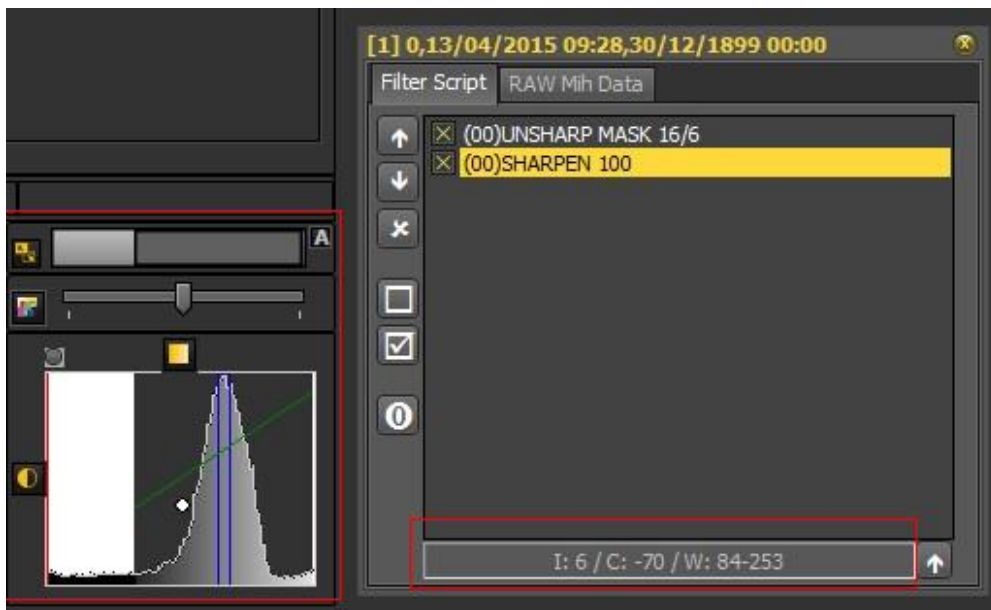 [1] 0,13/04/2015 09:28,30/12/1899 00:00
Filter Script RAW Mih Data
(00)UNSHARP MASK 16/6
(00)SHARPEN 100
A
I: 6 / C: -70 / W: 84-253